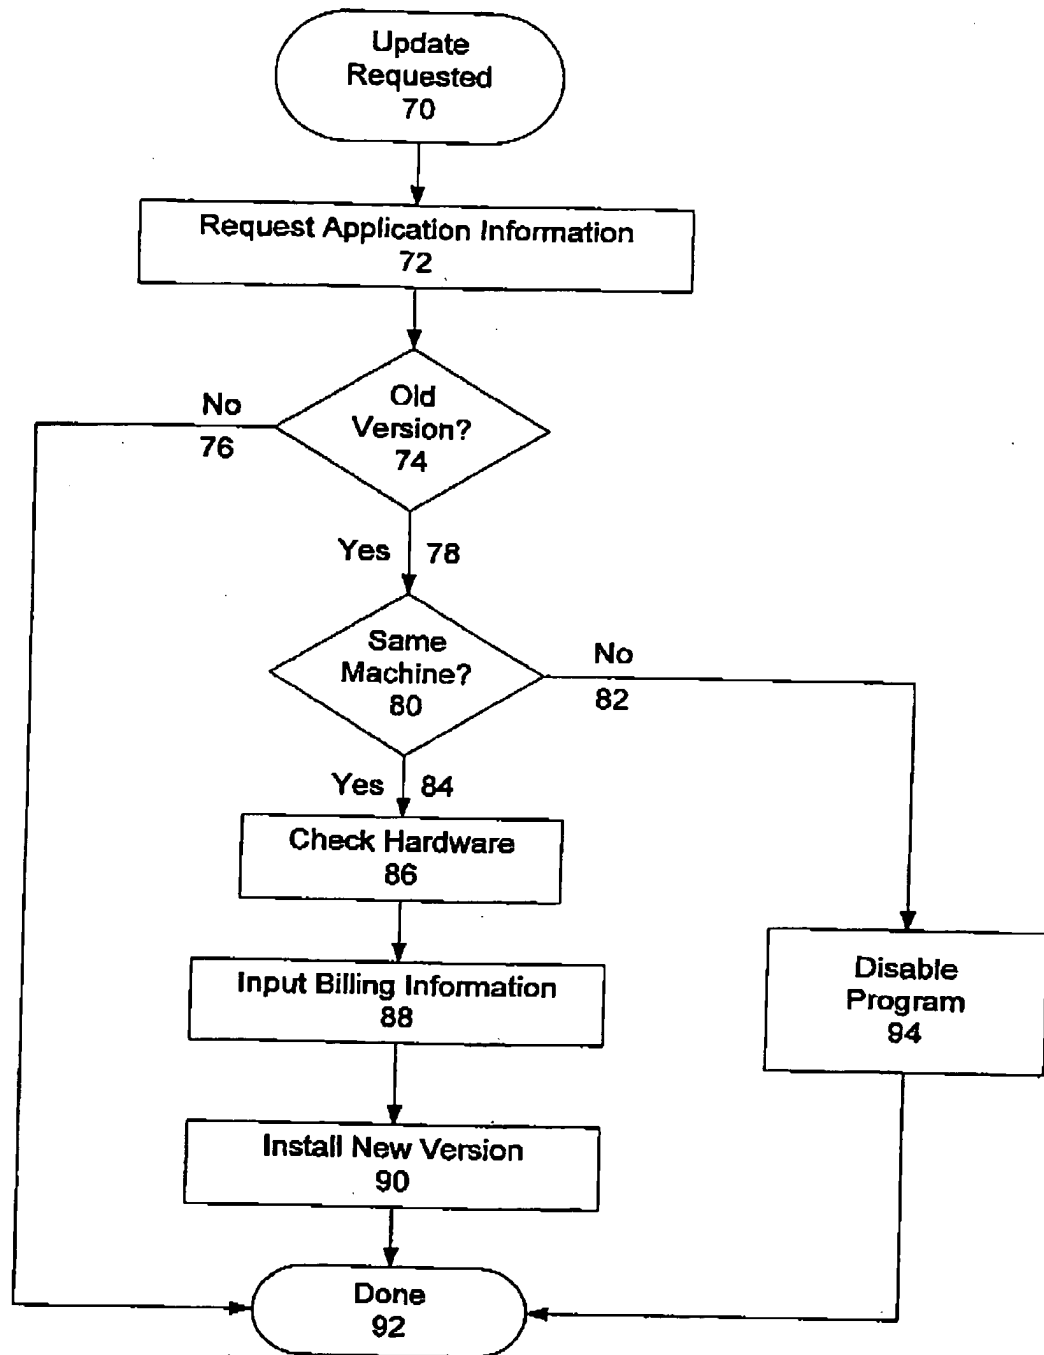 Update
Requested
70
Request Application Information
72
Old
Version?
74
No
76
Yes 78
Same
Machine?
80
No
82
Yes 84
Check Hardware
86
Input Billing Information
88
Disable
Program
94
Install New Version
90
Done
92